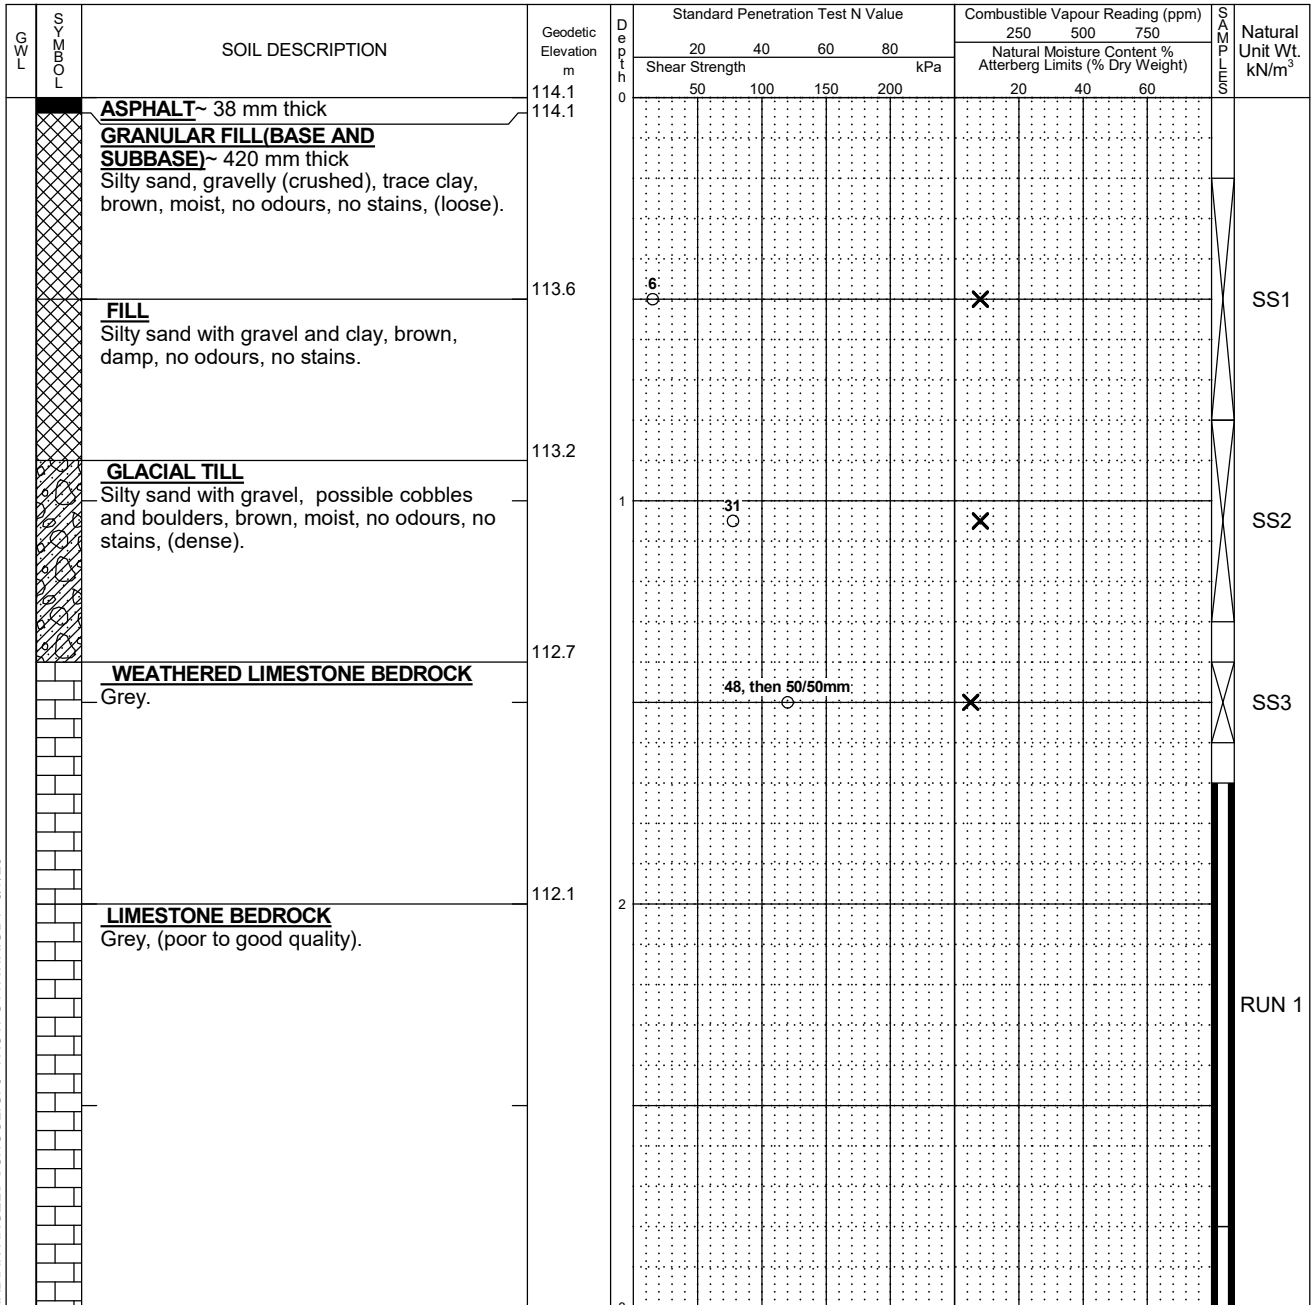 GWL
SYMBOL
SOIL DESCRIPTION
Geodetic
Elevation
m
114.1
Depth
0
Standard Penetration Test N Value
20 40 60 80
Shear Strength kPa
50 100 150 200
Combustible Vapour Reading (ppm)
250 500 750
Natural Moisture Content %
Atterberg Limits (% Dry Weight)
20 40 60
SAMPLES
Natural
Unit Wt.
kN/m³
ASPHALT~ 38 mm thick
114.1
GRANULAR FILL(BASE AND
SUBBASE)~ 420 mm thick
Silty sand, gravelly (crushed), trace clay,
brown, moist, no odours, no stains, (loose).
113.6
6
SS1
FILL
Silty sand with gravel and clay, brown,
damp, no odours, no stains.
113.2
GLACIAL TILL
Silty sand with gravel, possible cobbles
and boulders, brown, moist, no odours, no
stains, (dense).
1
31
SS2
112.7
WEATHERED LIMESTONE BEDROCK
Grey.
48, then 50/50mm
SS3
112.1
2
LIMESTONE BEDROCK
Grey, (poor to good quality).
RUN 1